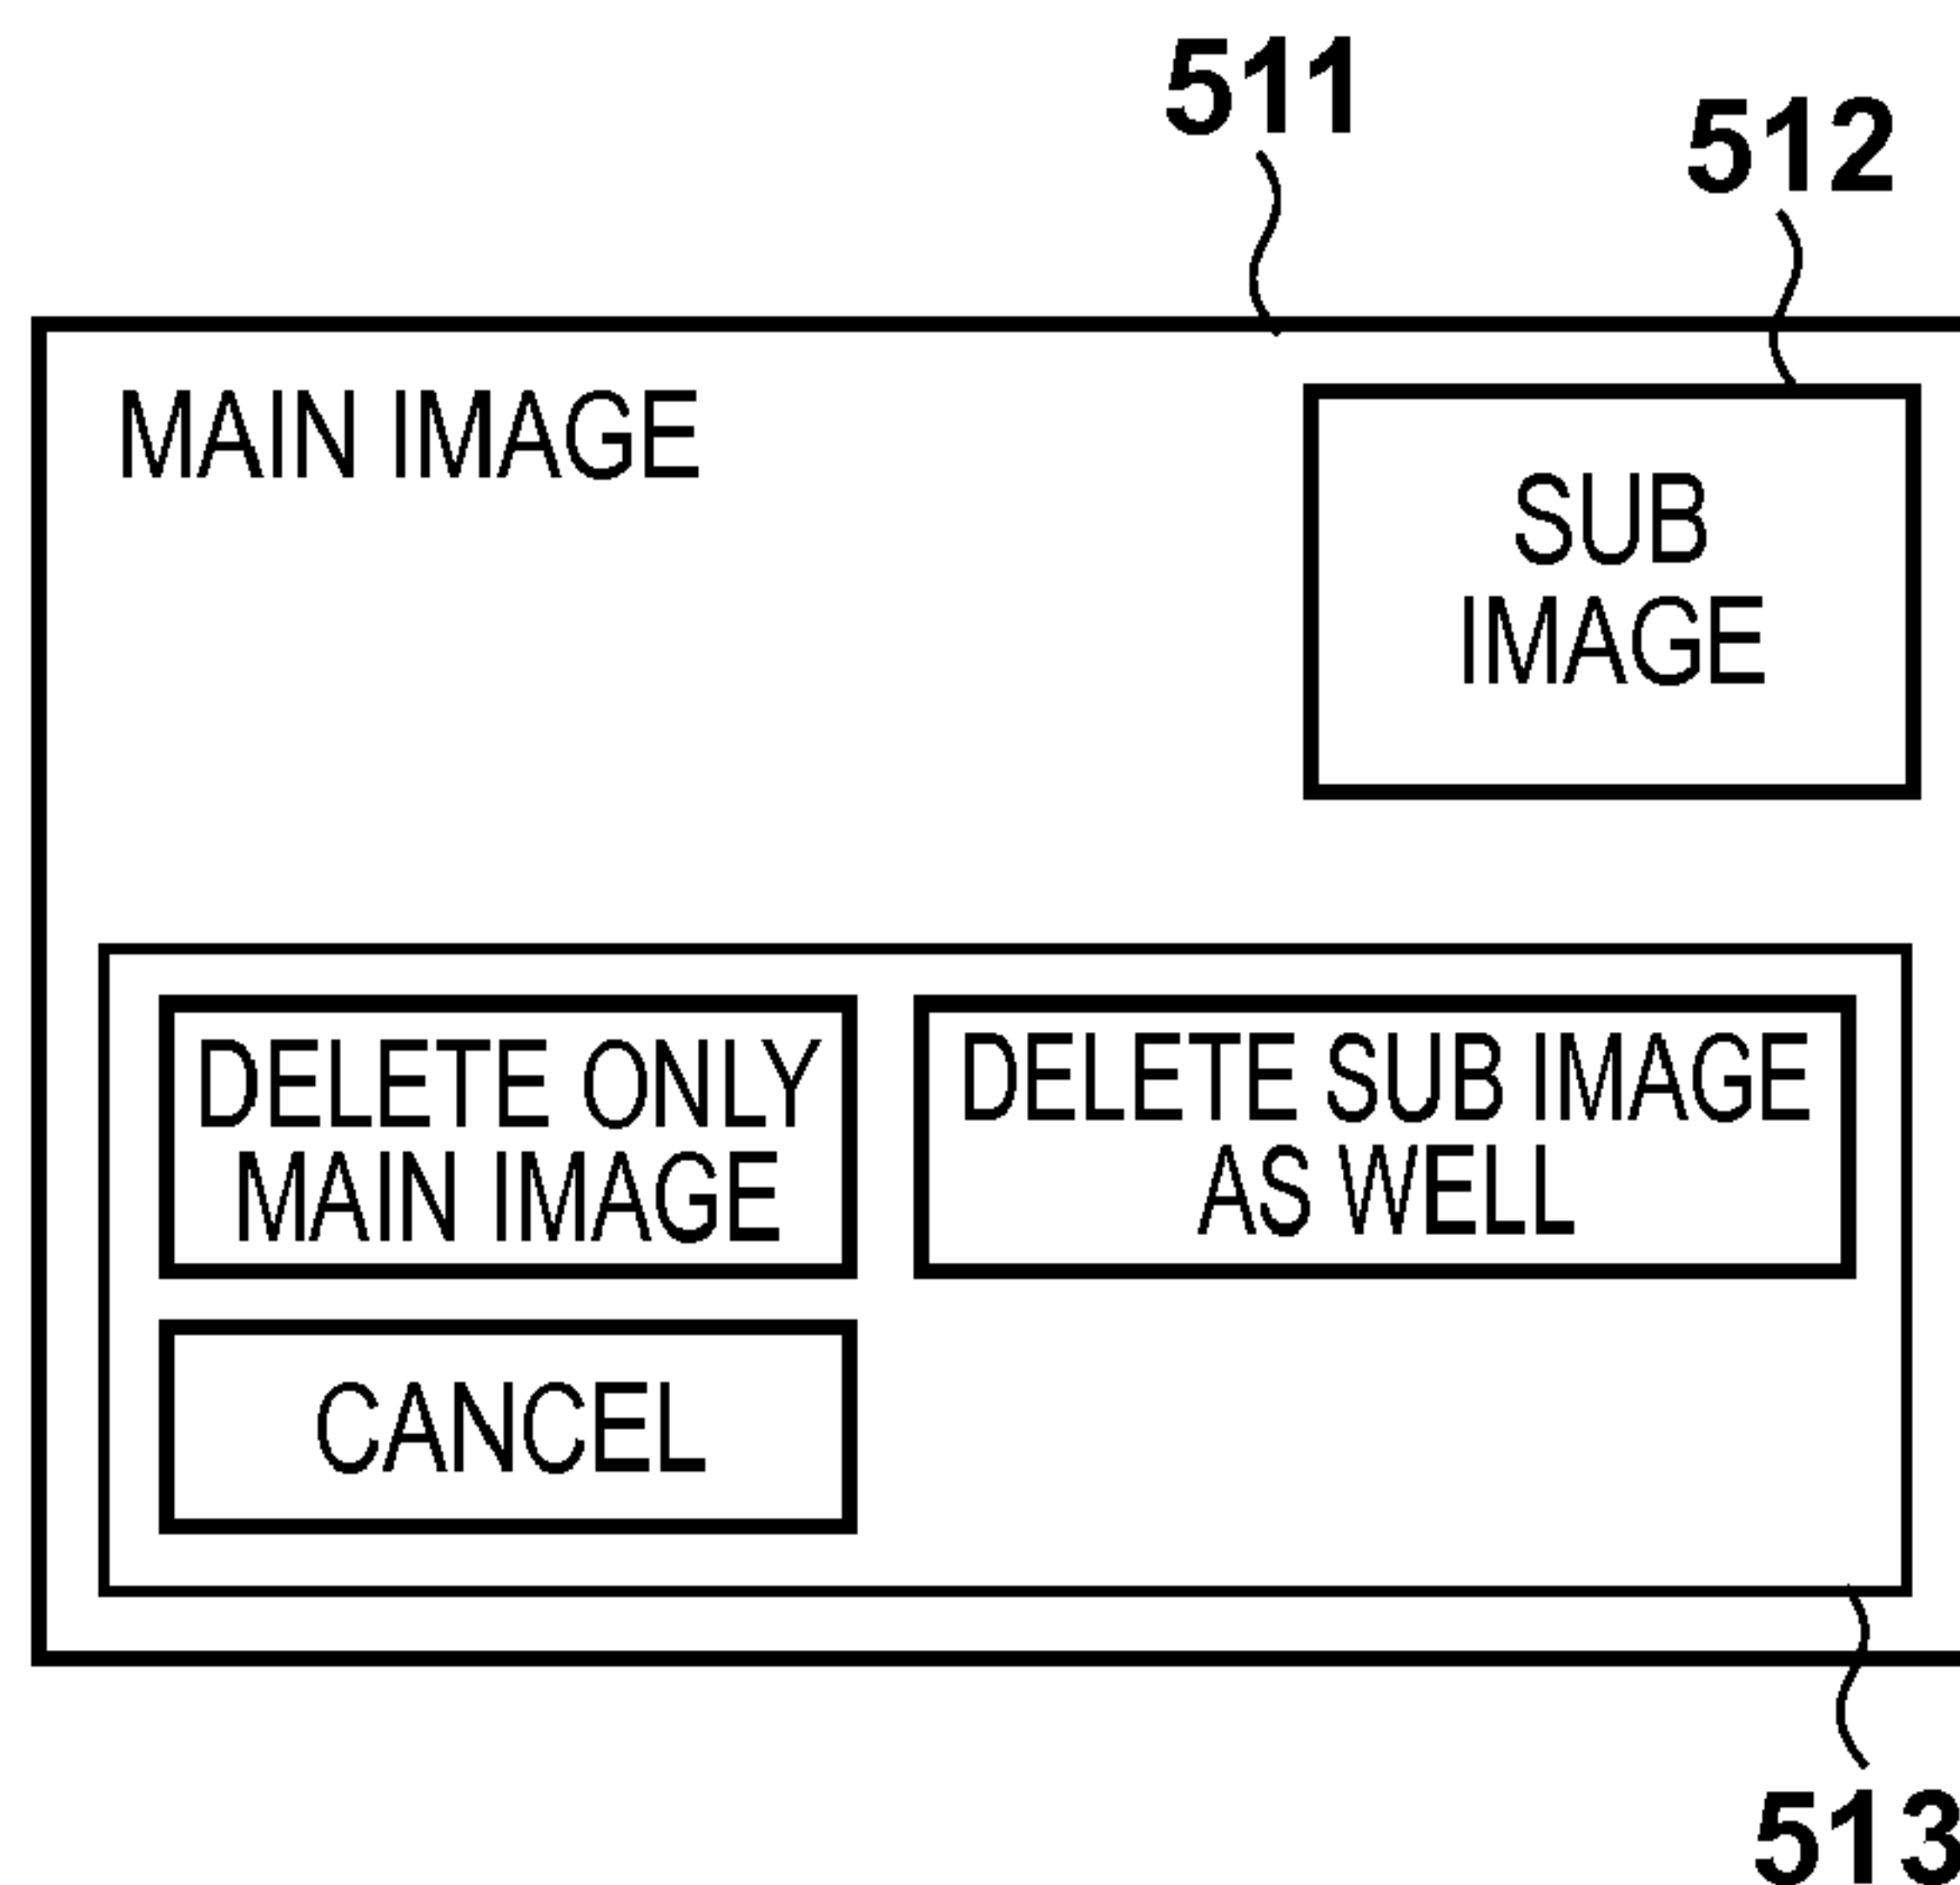 511
512
MAIN IMAGE
SUB
IMAGE
DELETE ONLY
MAIN IMAGE
DELETE SUB IMAGE
AS WELL
CANCEL
513